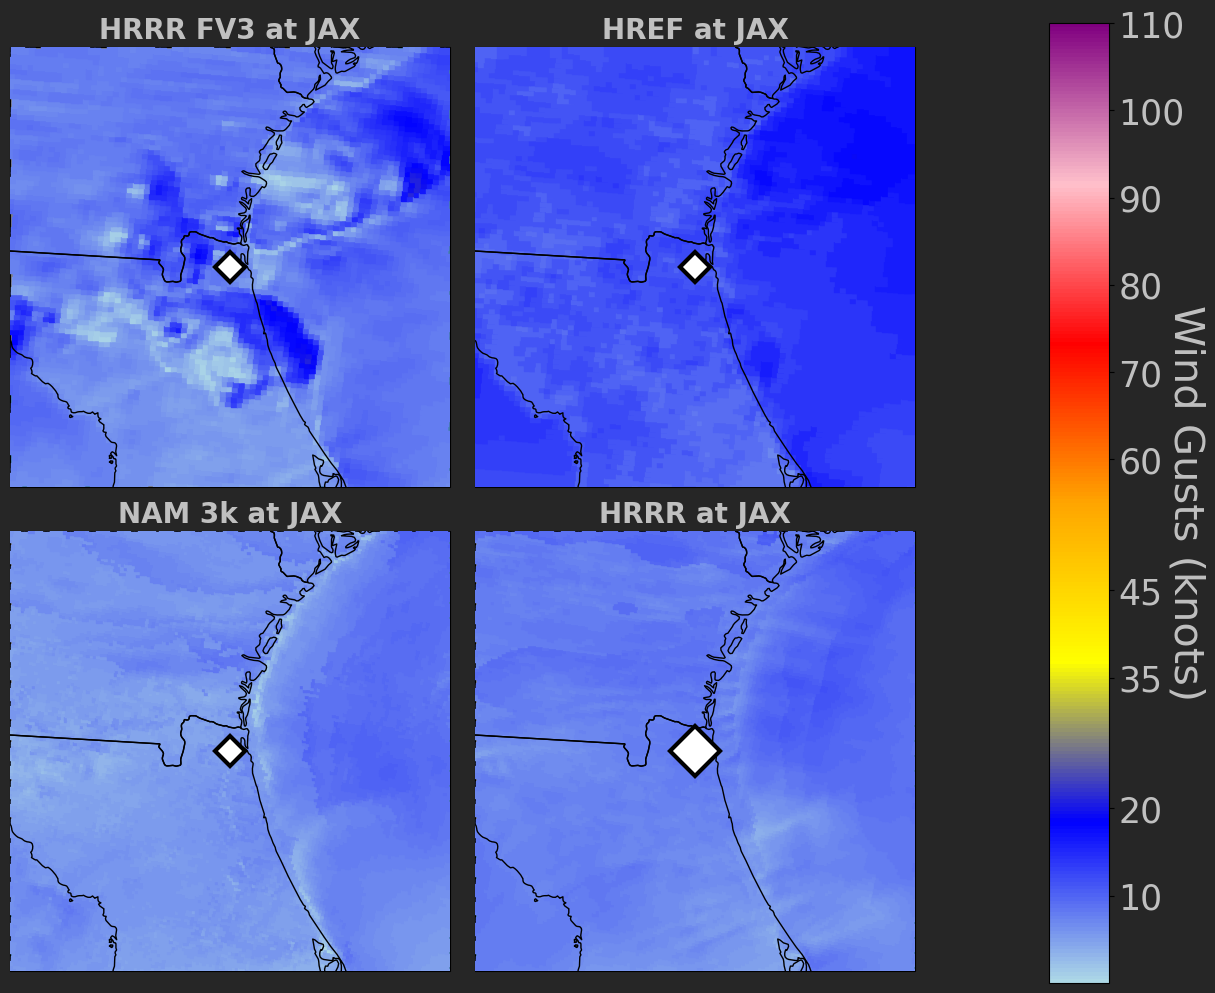 HRRR FV3 at JAX
HREF at JAX
NAM 3k at JAX
HRRR at JAX
110
100
90
80
70
60
45
35
20
10
Wind Gusts (knots)